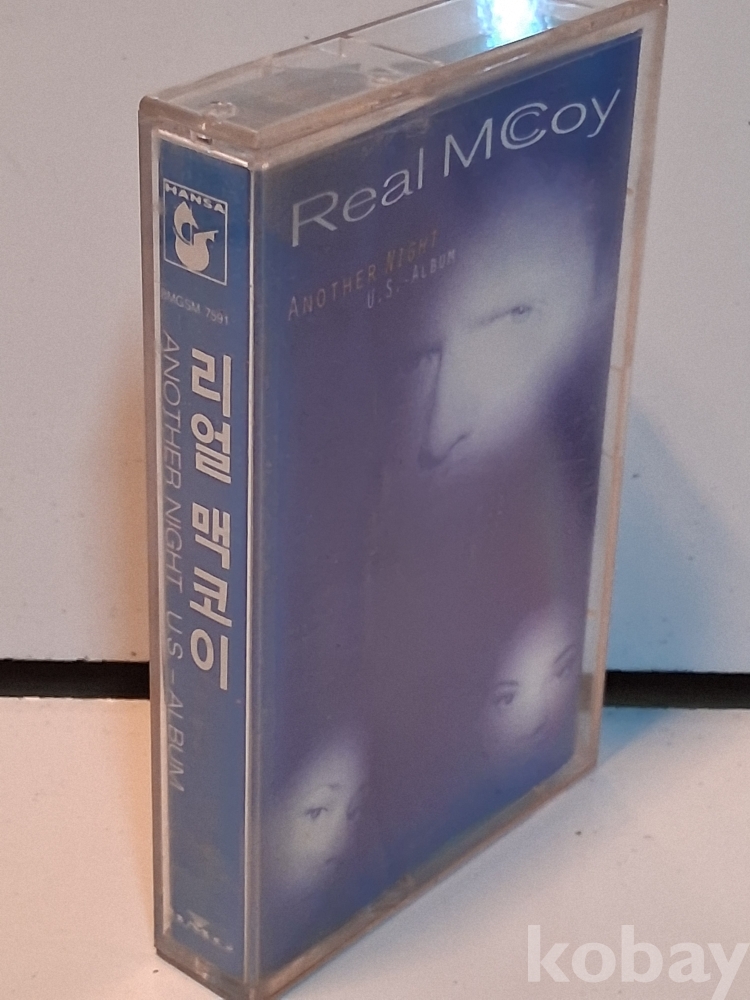 Real McCoy
ANOTHER NIGHT
U.S.-ALBUM
HANSA
BMGSM 7591
리얼 맥코이
ANOTHER NIGHT U.S.-ALBUM
kobay